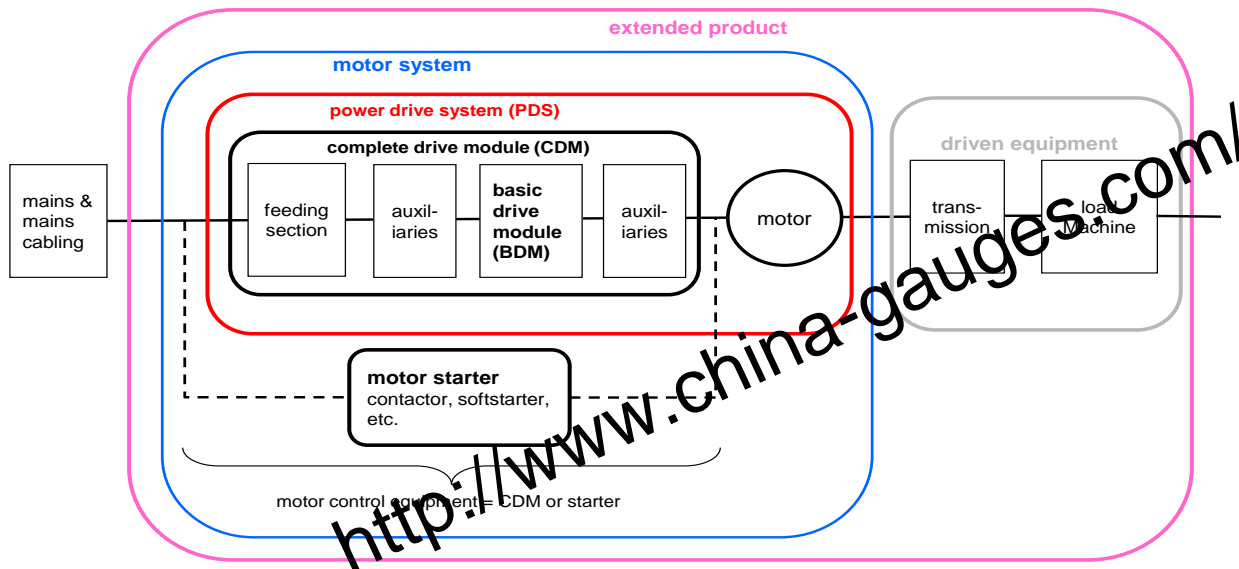 extended product
motor system
power drive system (PDS)
complete drive module (CDM)
driven equipment
mains &
mains
cabling
feeding
section
auxil-
iaries
basic
drive
module
(BDM)
auxil-
iaries
motor
trans-
mission
load
Machine
motor starter
contactor, softstarter,
etc.
motor control equipment = CDM or starter
http://www.china-gauges.com/